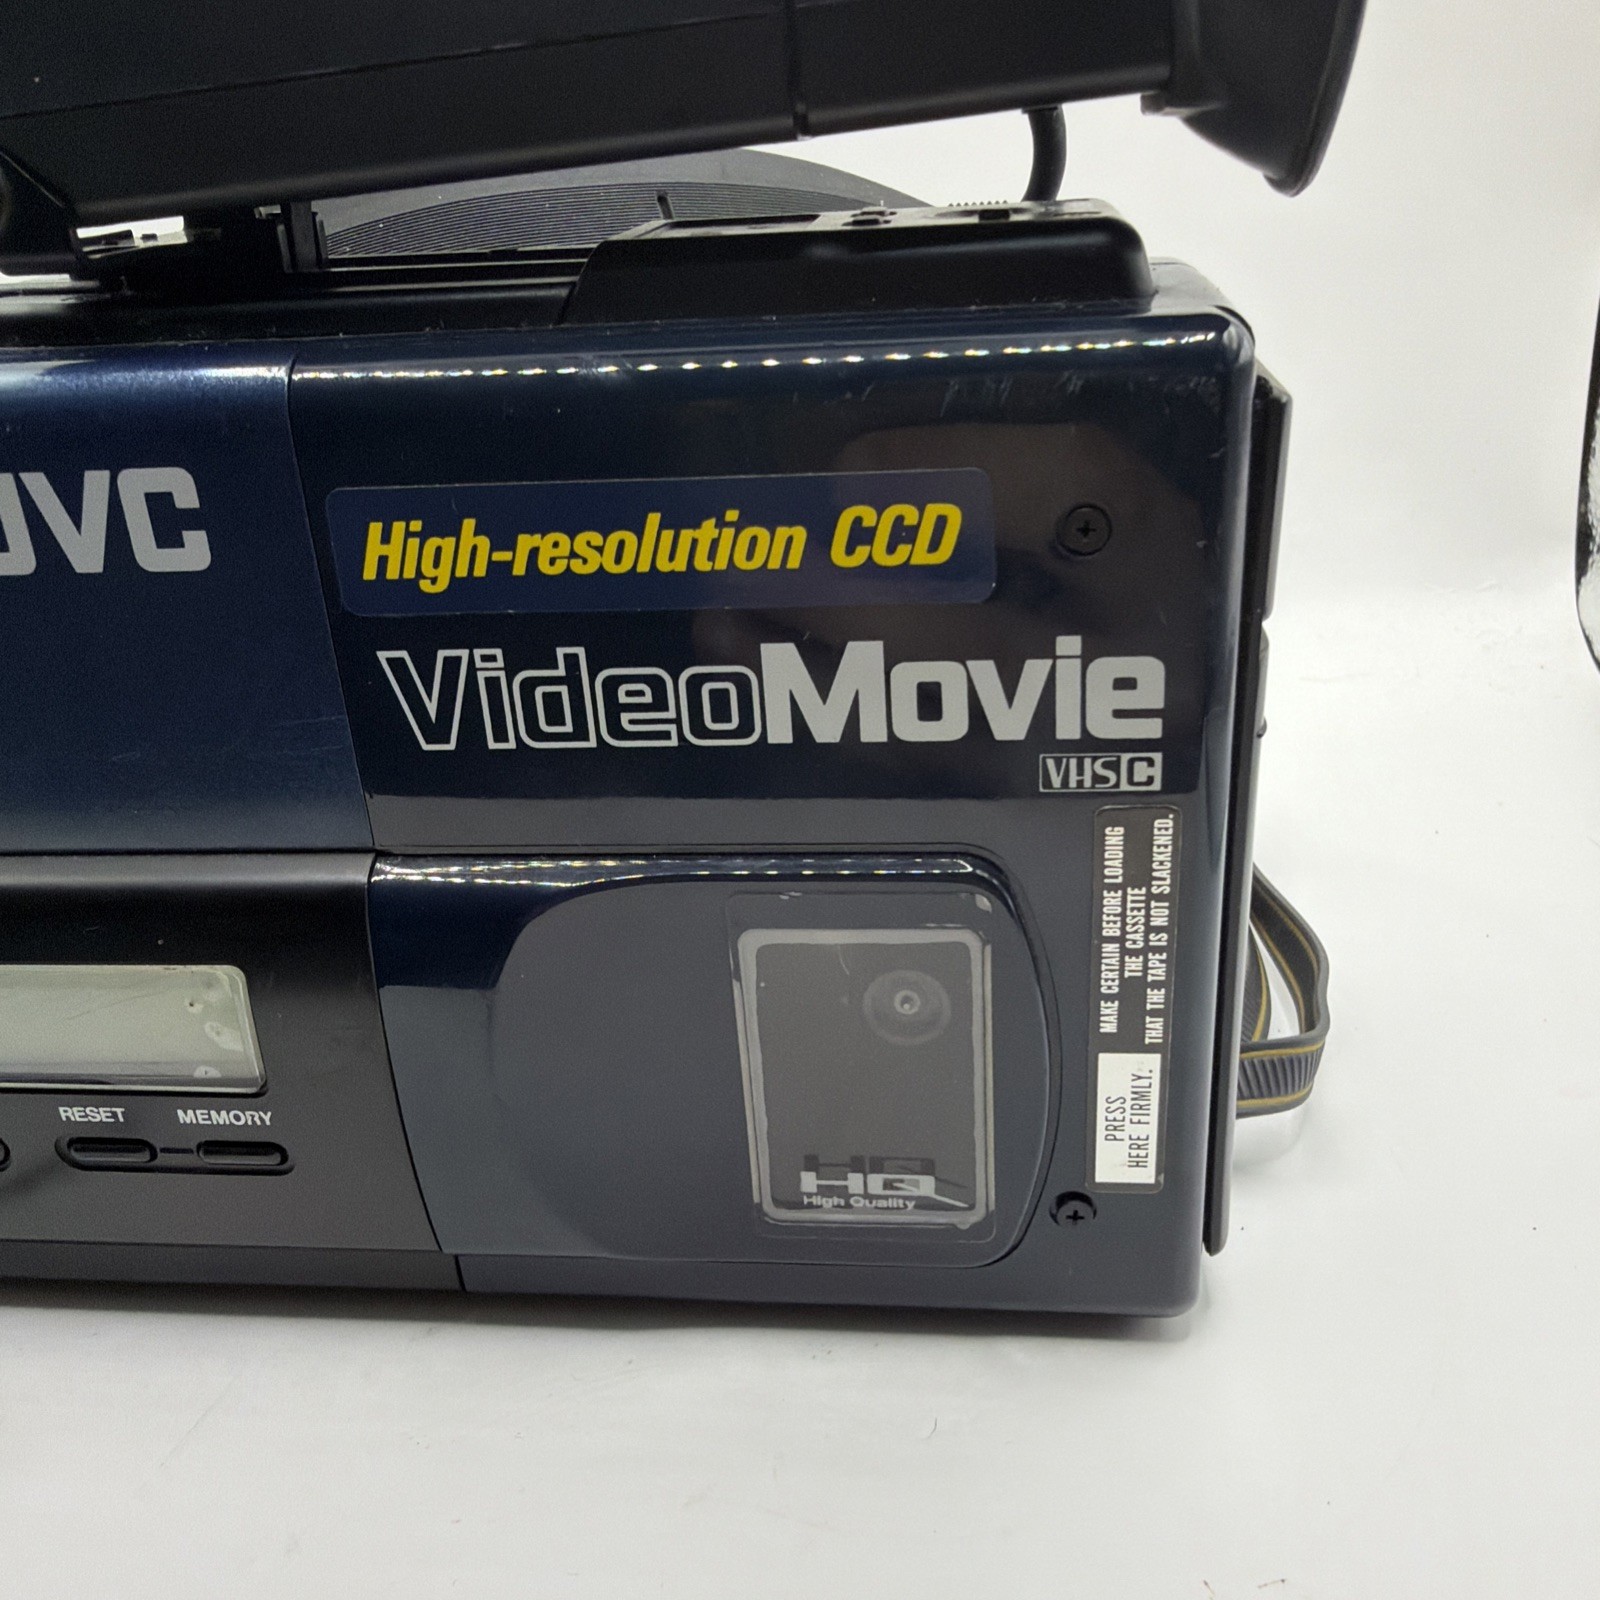 JVC
High-resolution CCD
VideoMovie
VHS C
MAKE CERTAIN BEFORE LOADING
THE CASSETTE
THAT THE TAPE IS NOT SLACKENED.
PRESS
HERE FIRMLY.
RESET
MEMORY
HQ
High Quality